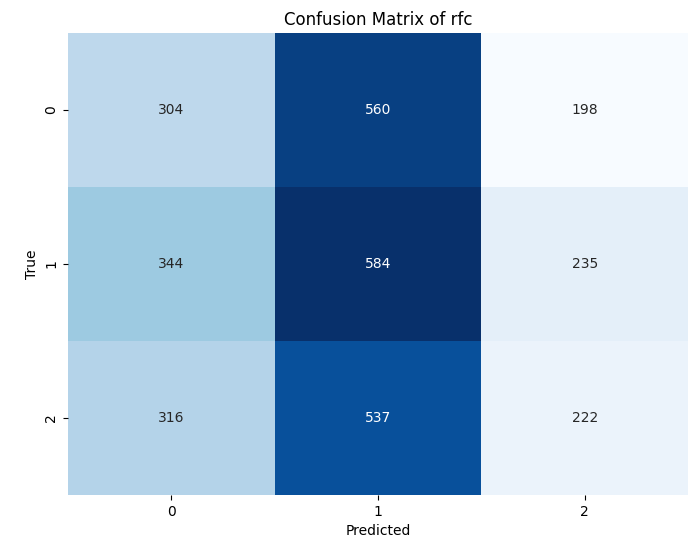 Confusion Matrix of rfc
0 304 560 198
1 344 584 235
2 316 537 222
True
0 1 2
Predicted